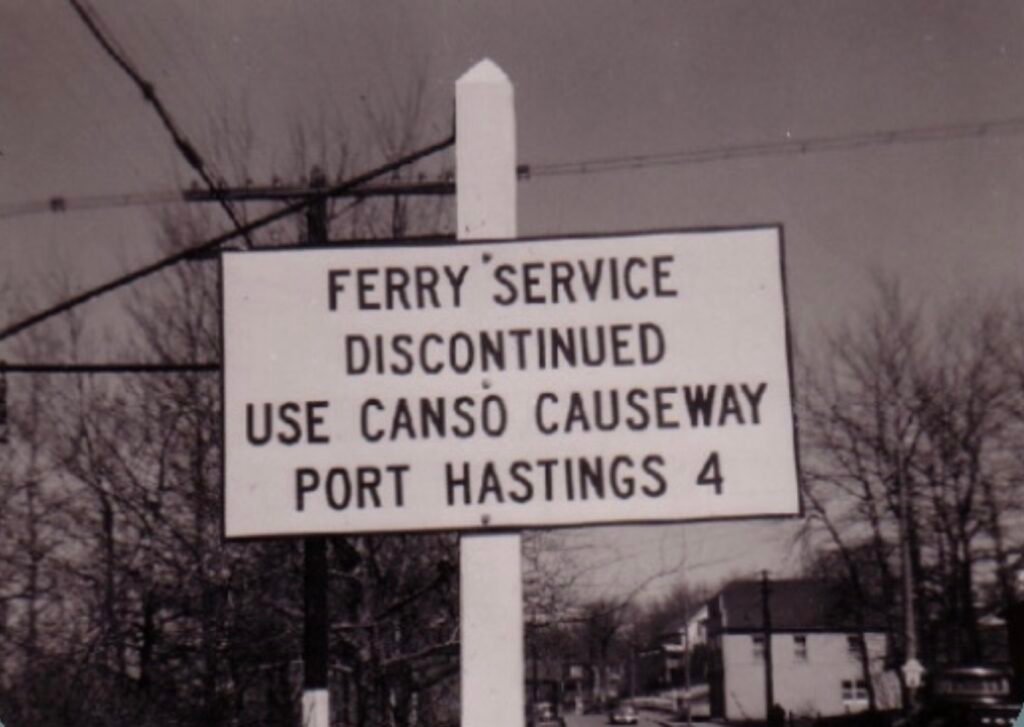 FERRY SERVICE
DISCONTINUED
USE CANSO CAUSEWAY
PORT HASTINGS 4